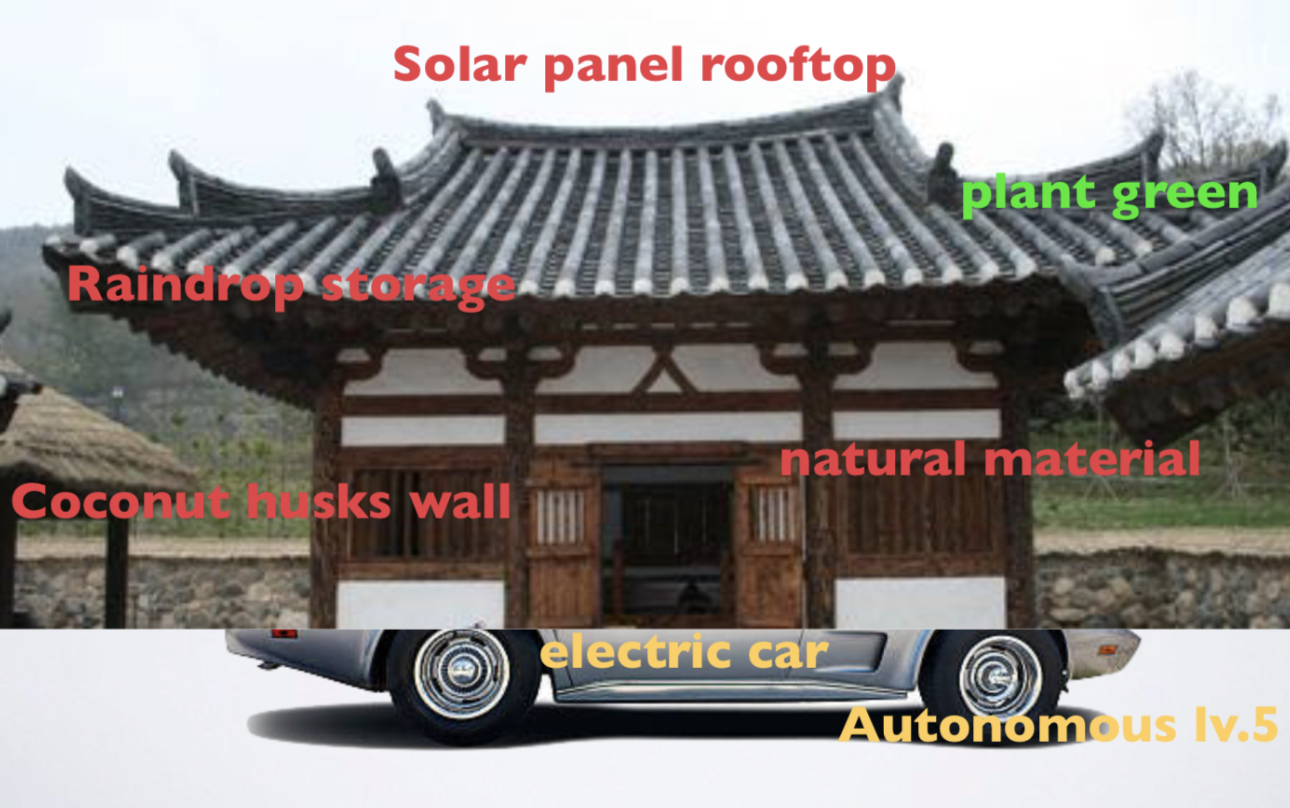 Solar panel rooftop
plant green
Raindrop storage
natural material
Coconut husks wall
electric car
Autonomous lv.5